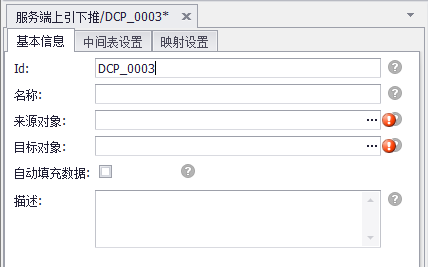 服务端上引下推/DCP_0003*
基本信息 中间表设置 映射设置
Id: DCP_0003
名称:
来源对象:
目标对象:
自动填充数据:
描述: